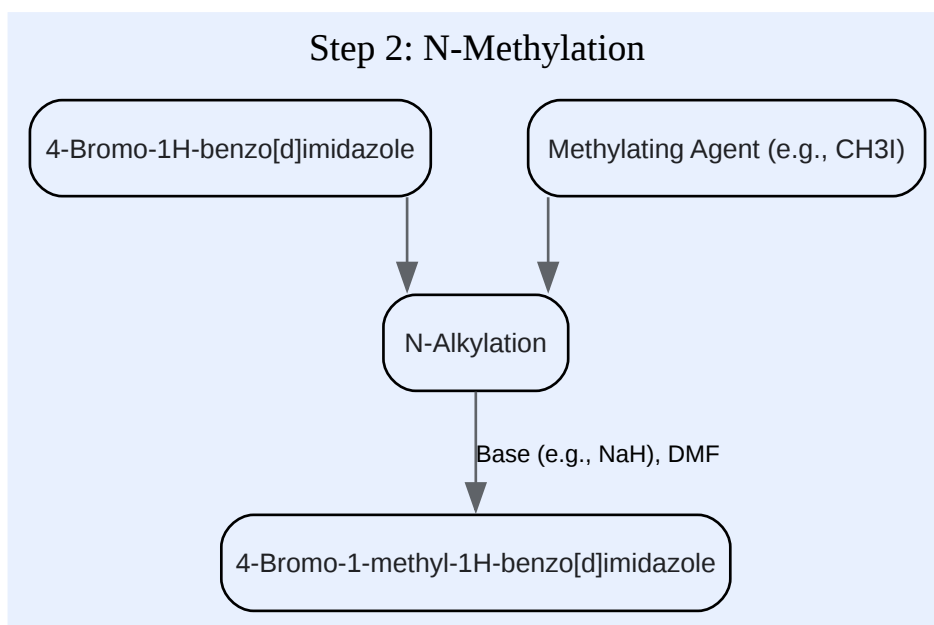 Step 2: N-Methylation
4-Bromo-1H-benzo[d]imidazole
Methylating Agent (e.g., CH3I)
N-Alkylation
Base (e.g., NaH), DMF
4-Bromo-1-methyl-1H-benzo[d]imidazole